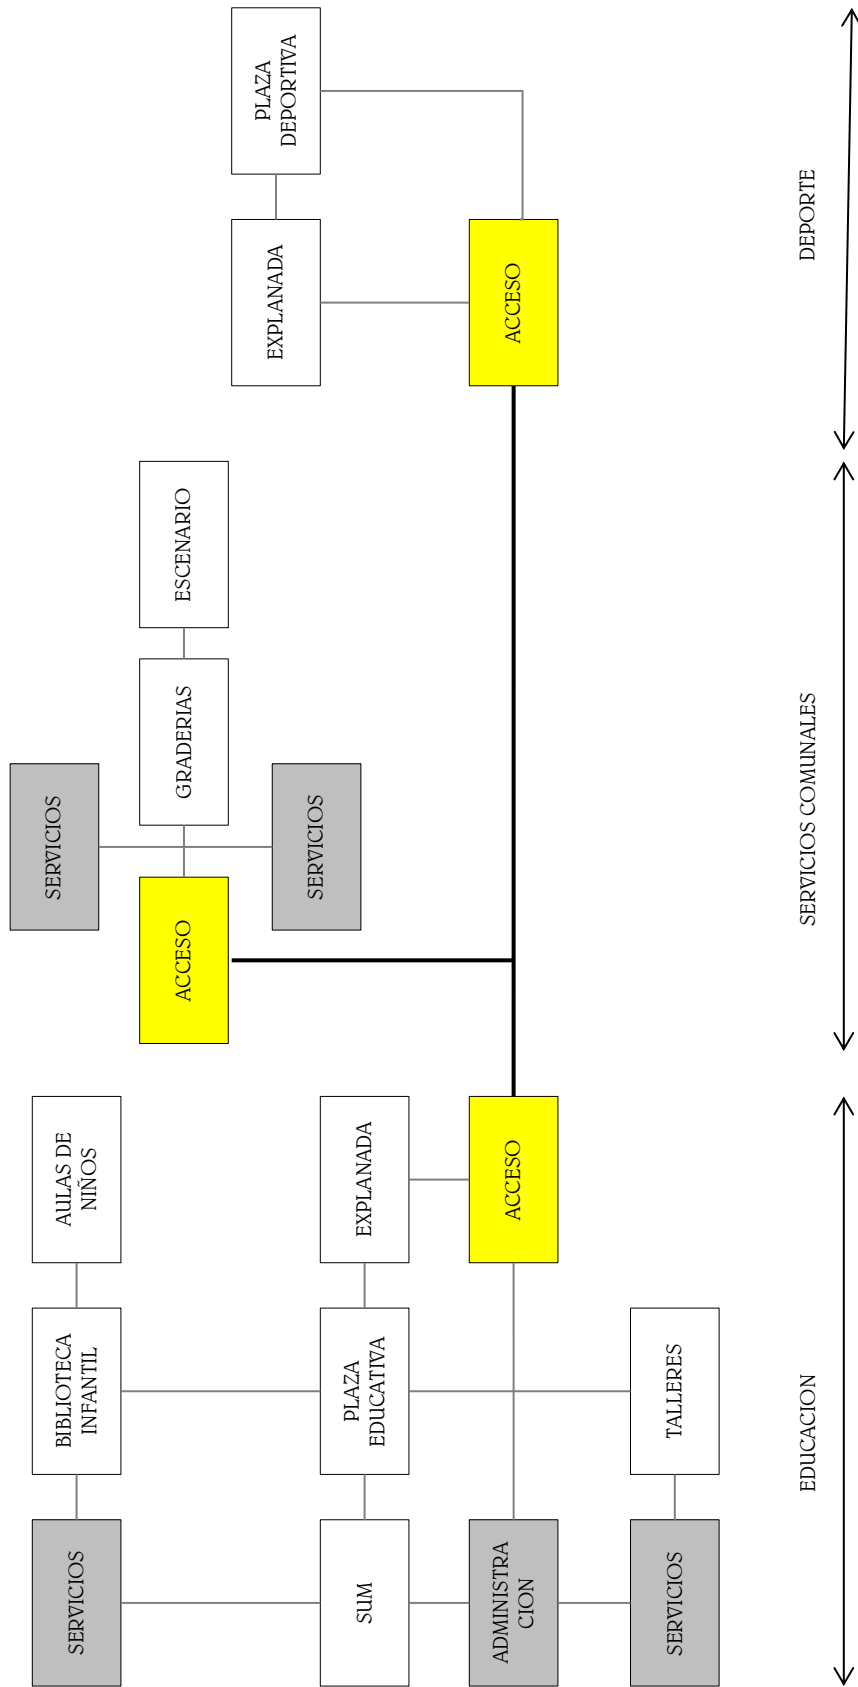 SERVICIOS
BIBLIOTECA
INFANTIL
AULAS DE
NIÑOS
SERVICIOS
ACCESO
GRADERIAS
ESCENARIO
SERVICIOS
EXPLANADA
PLAZA
DEPORTIVA
SUM
PLAZA
EDUCATIVA
EXPLANADA
ADMINISTRA
CION
ACCESO
ACCESO
SERVICIOS
TALLERES
EDUCACION
SERVICIOS COMUNALES
DEPORTE